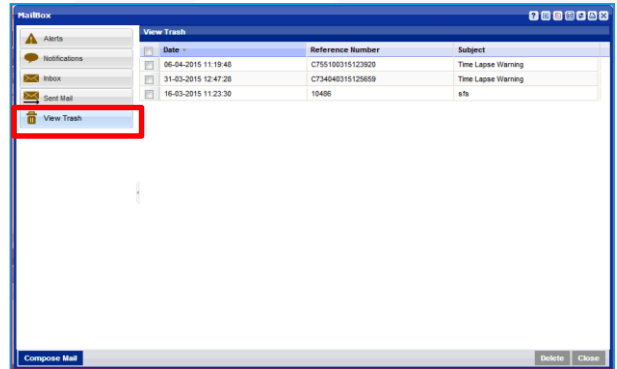 MailBox
Alerts
Notifications
Inbox
Sent Mail
View Trash
View Trash
Date Reference Number Subject
06-04-2015 11:19:48 C755100315123920 Time Lapse Warning
31-03-2015 12:47:28 C734040315125659 Time Lapse Warning
16-03-2015 11:23:30 10486 sfs
Compose Mail Delete Close